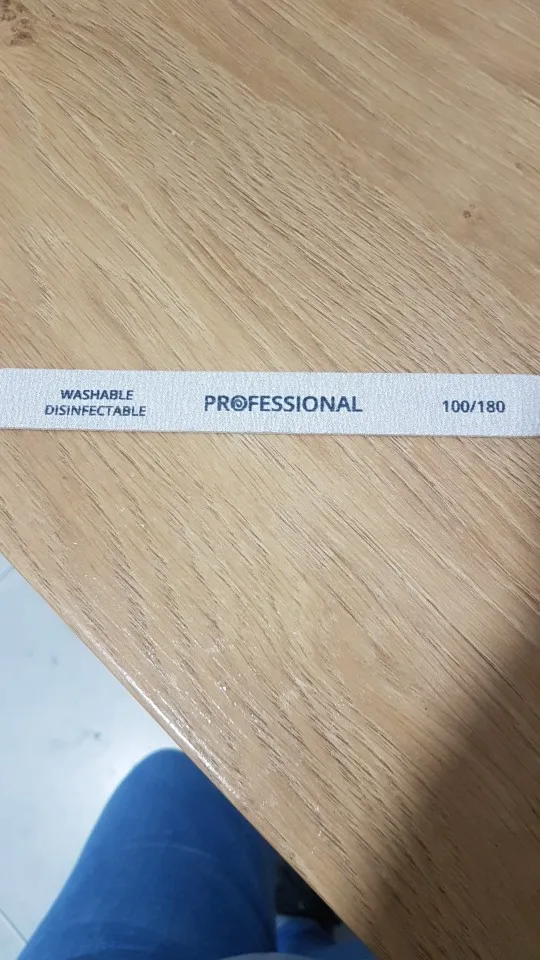 WASHABLE
DISINFECTABLE
PROFESSIONAL
100/180